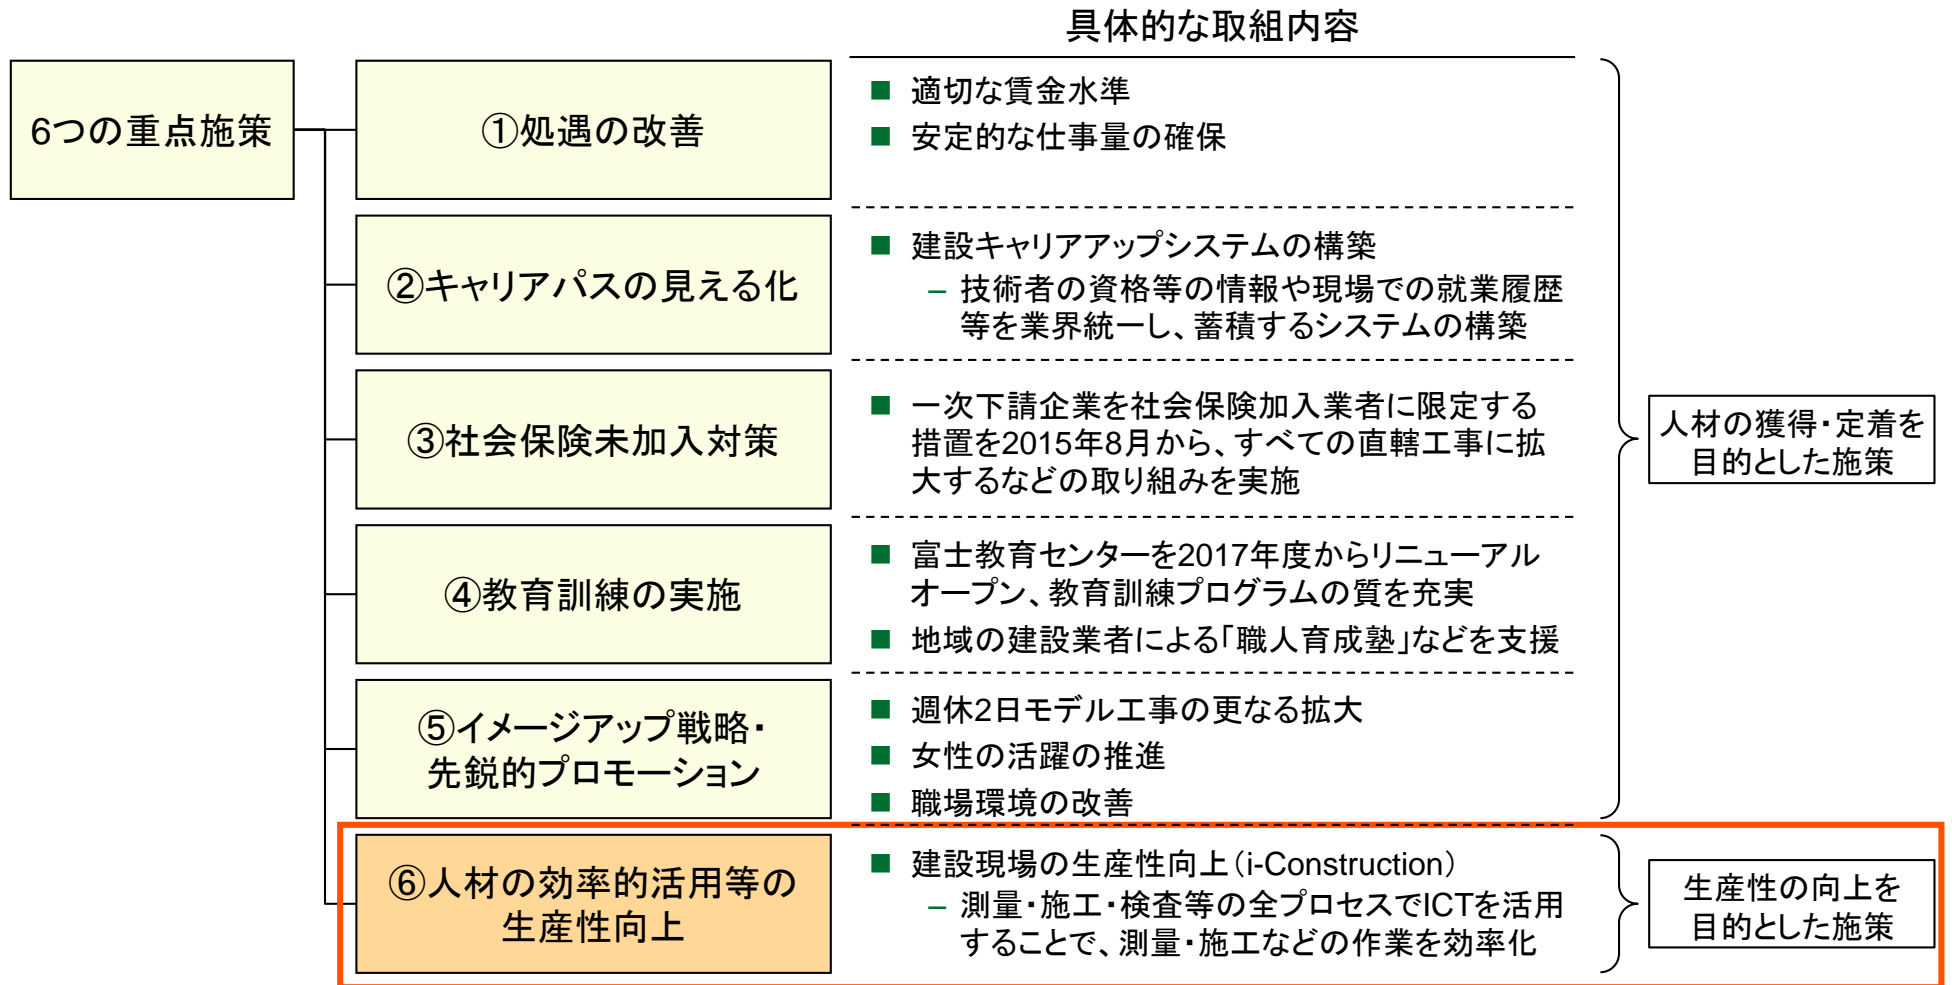 具体的な取組内容
6つの重点施策
①処遇の改善
■ 適切な賃金水準
■ 安定的な仕事量の確保
②キャリアパスの見える化
■ 建設キャリアアップシステムの構築
– 技術者の資格等の情報や現場での就業履歴
等を業界統一し、蓄積するシステムの構築
③社会保険未加入対策
■ 一次下請企業を社会保険加入業者に限定する
措置を2015年8月から、すべての直轄工事に拡
大するなどの取り組みを実施
④教育訓練の実施
■ 富士教育センターを2017年度からリニューアル
オープン、教育訓練プログラムの質を充実
■ 地域の建設業者による「職人育成塾」などを支援
⑤イメージアップ戦略・
先鋭的プロモーション
■ 週休2日モデル工事の更なる拡大
■ 女性の活躍の推進
■ 職場環境の改善
人材の獲得・定着を
目的とした施策
⑥人材の効率的活用等の
生産性向上
■ 建設現場の生産性向上（i-Construction）
– 測量・施工・検査等の全プロセスでICTを活用
することで、測量・施工などの作業を効率化
生産性の向上を
目的とした施策